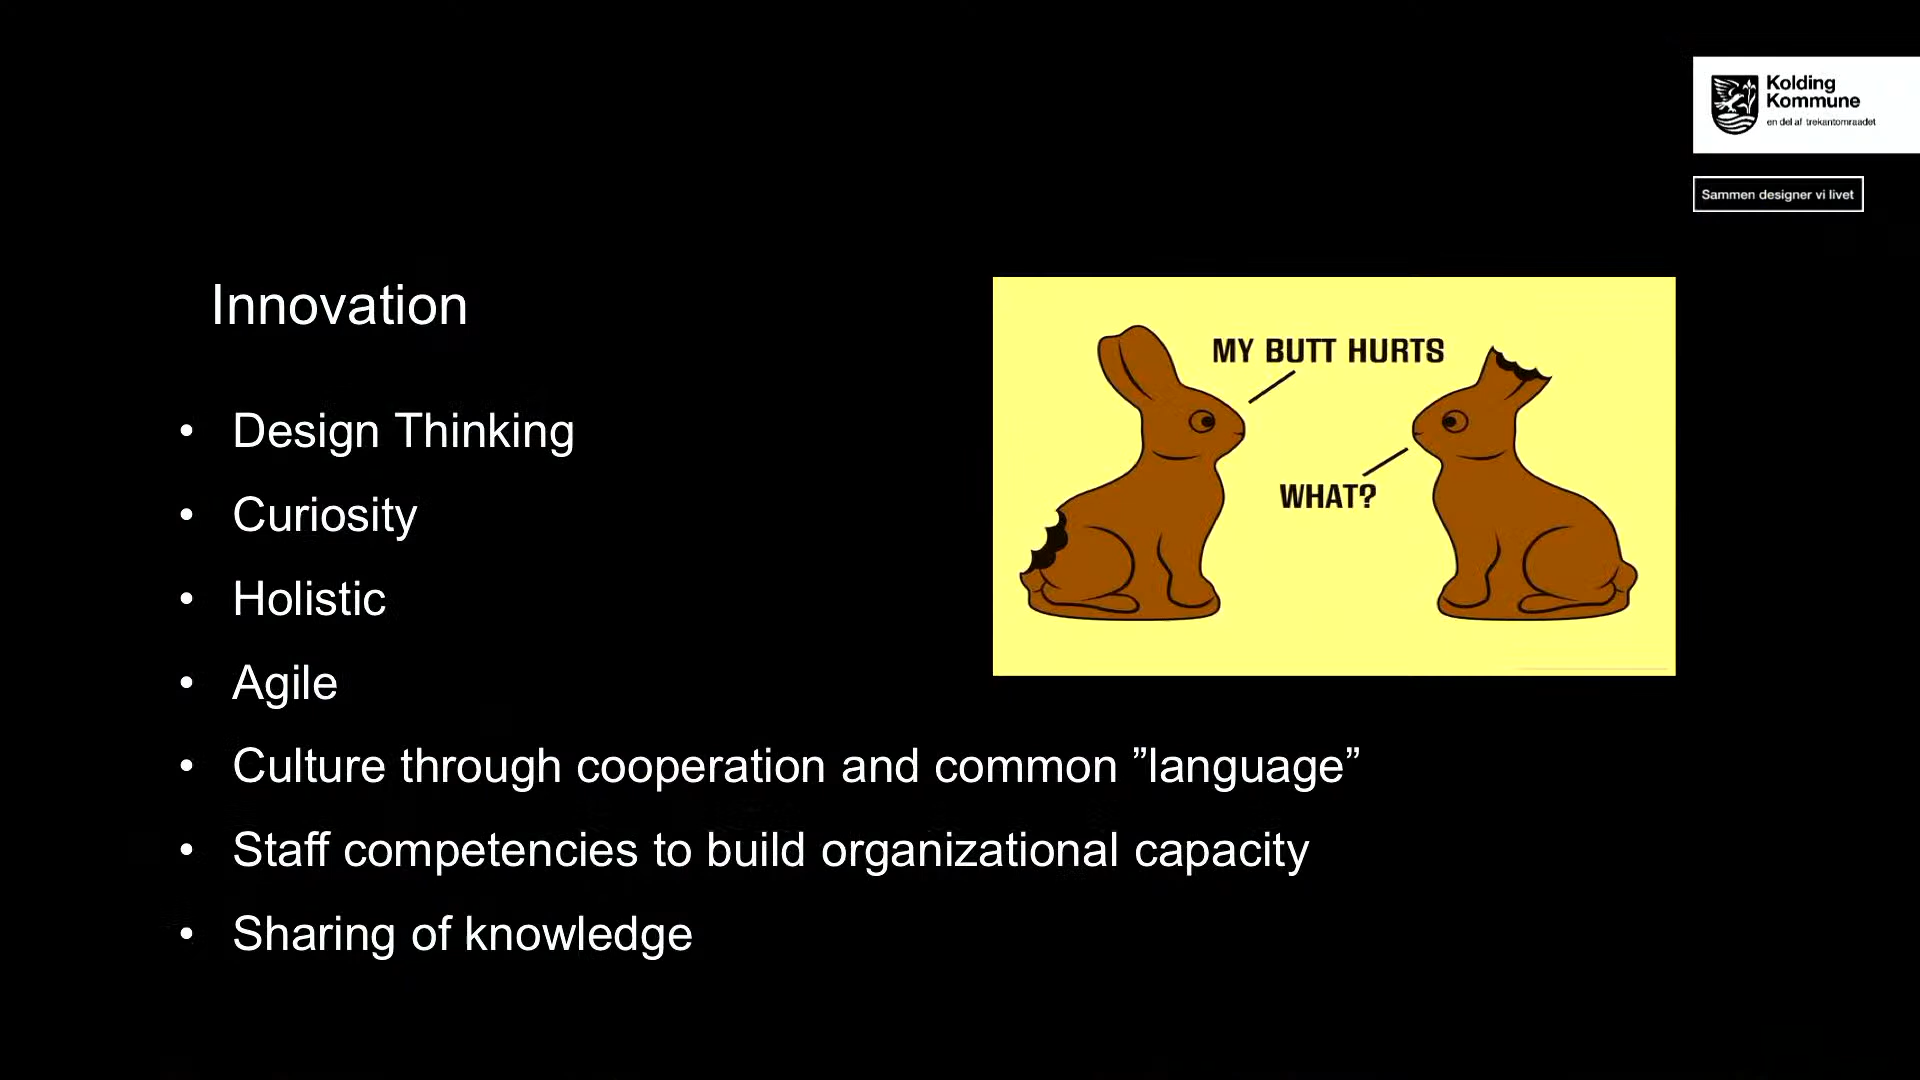 Kolding
Kommune
en del af trekantomraadet
Sammen designer vi livet
Innovation
MY BUTT HURTS
WHAT?
• Design Thinking
• Curiosity
• Holistic
• Agile
• Culture through cooperation and common ”language”
• Staff competencies to build organizational capacity
• Sharing of knowledge